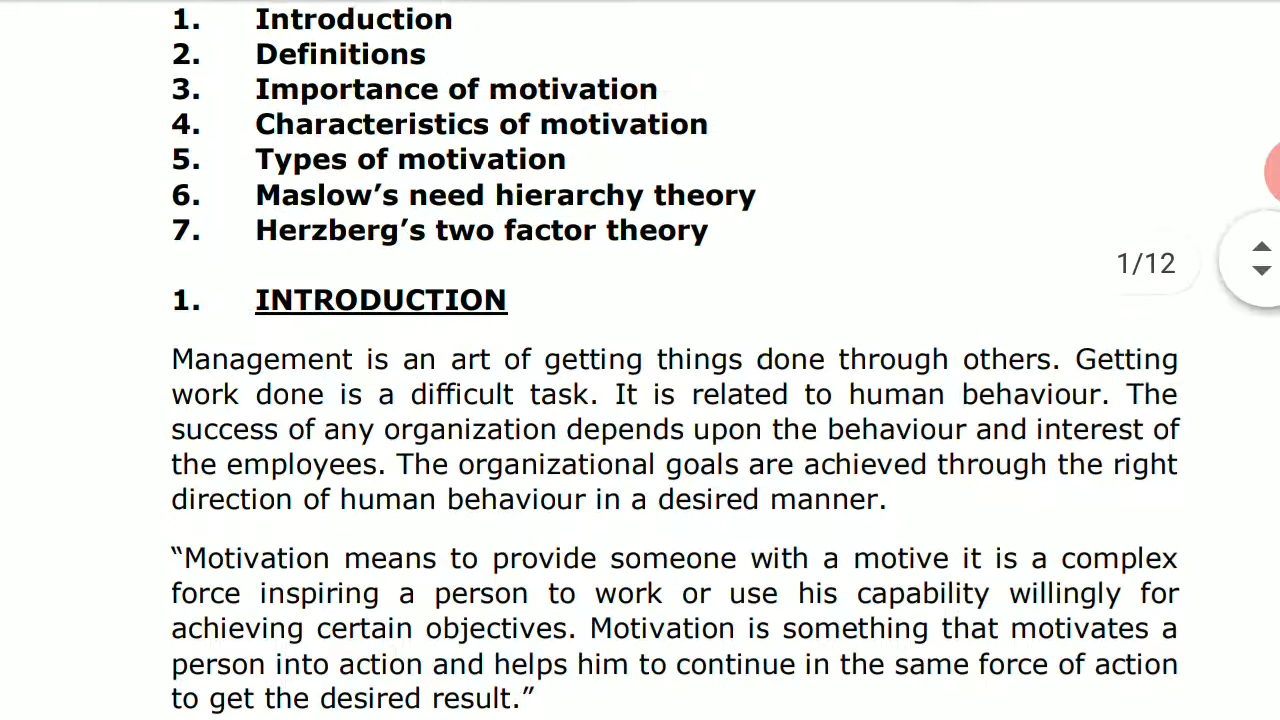 1. Introduction
2. Definitions
3. Importance of motivation
4. Characteristics of motivation
5. Types of motivation
6. Maslow’s need hierarchy theory
7. Herzberg’s two factor theory
1/12
1. INTRODUCTION
Management is an art of getting things done through others. Getting
work done is a difficult task. It is related to human behaviour. The
success of any organization depends upon the behaviour and interest of
the employees. The organizational goals are achieved through the right
direction of human behaviour in a desired manner.
“Motivation means to provide someone with a motive it is a complex
force inspiring a person to work or use his capability willingly for
achieving certain objectives. Motivation is something that motivates a
person into action and helps him to continue in the same force of action
to get the desired result.”